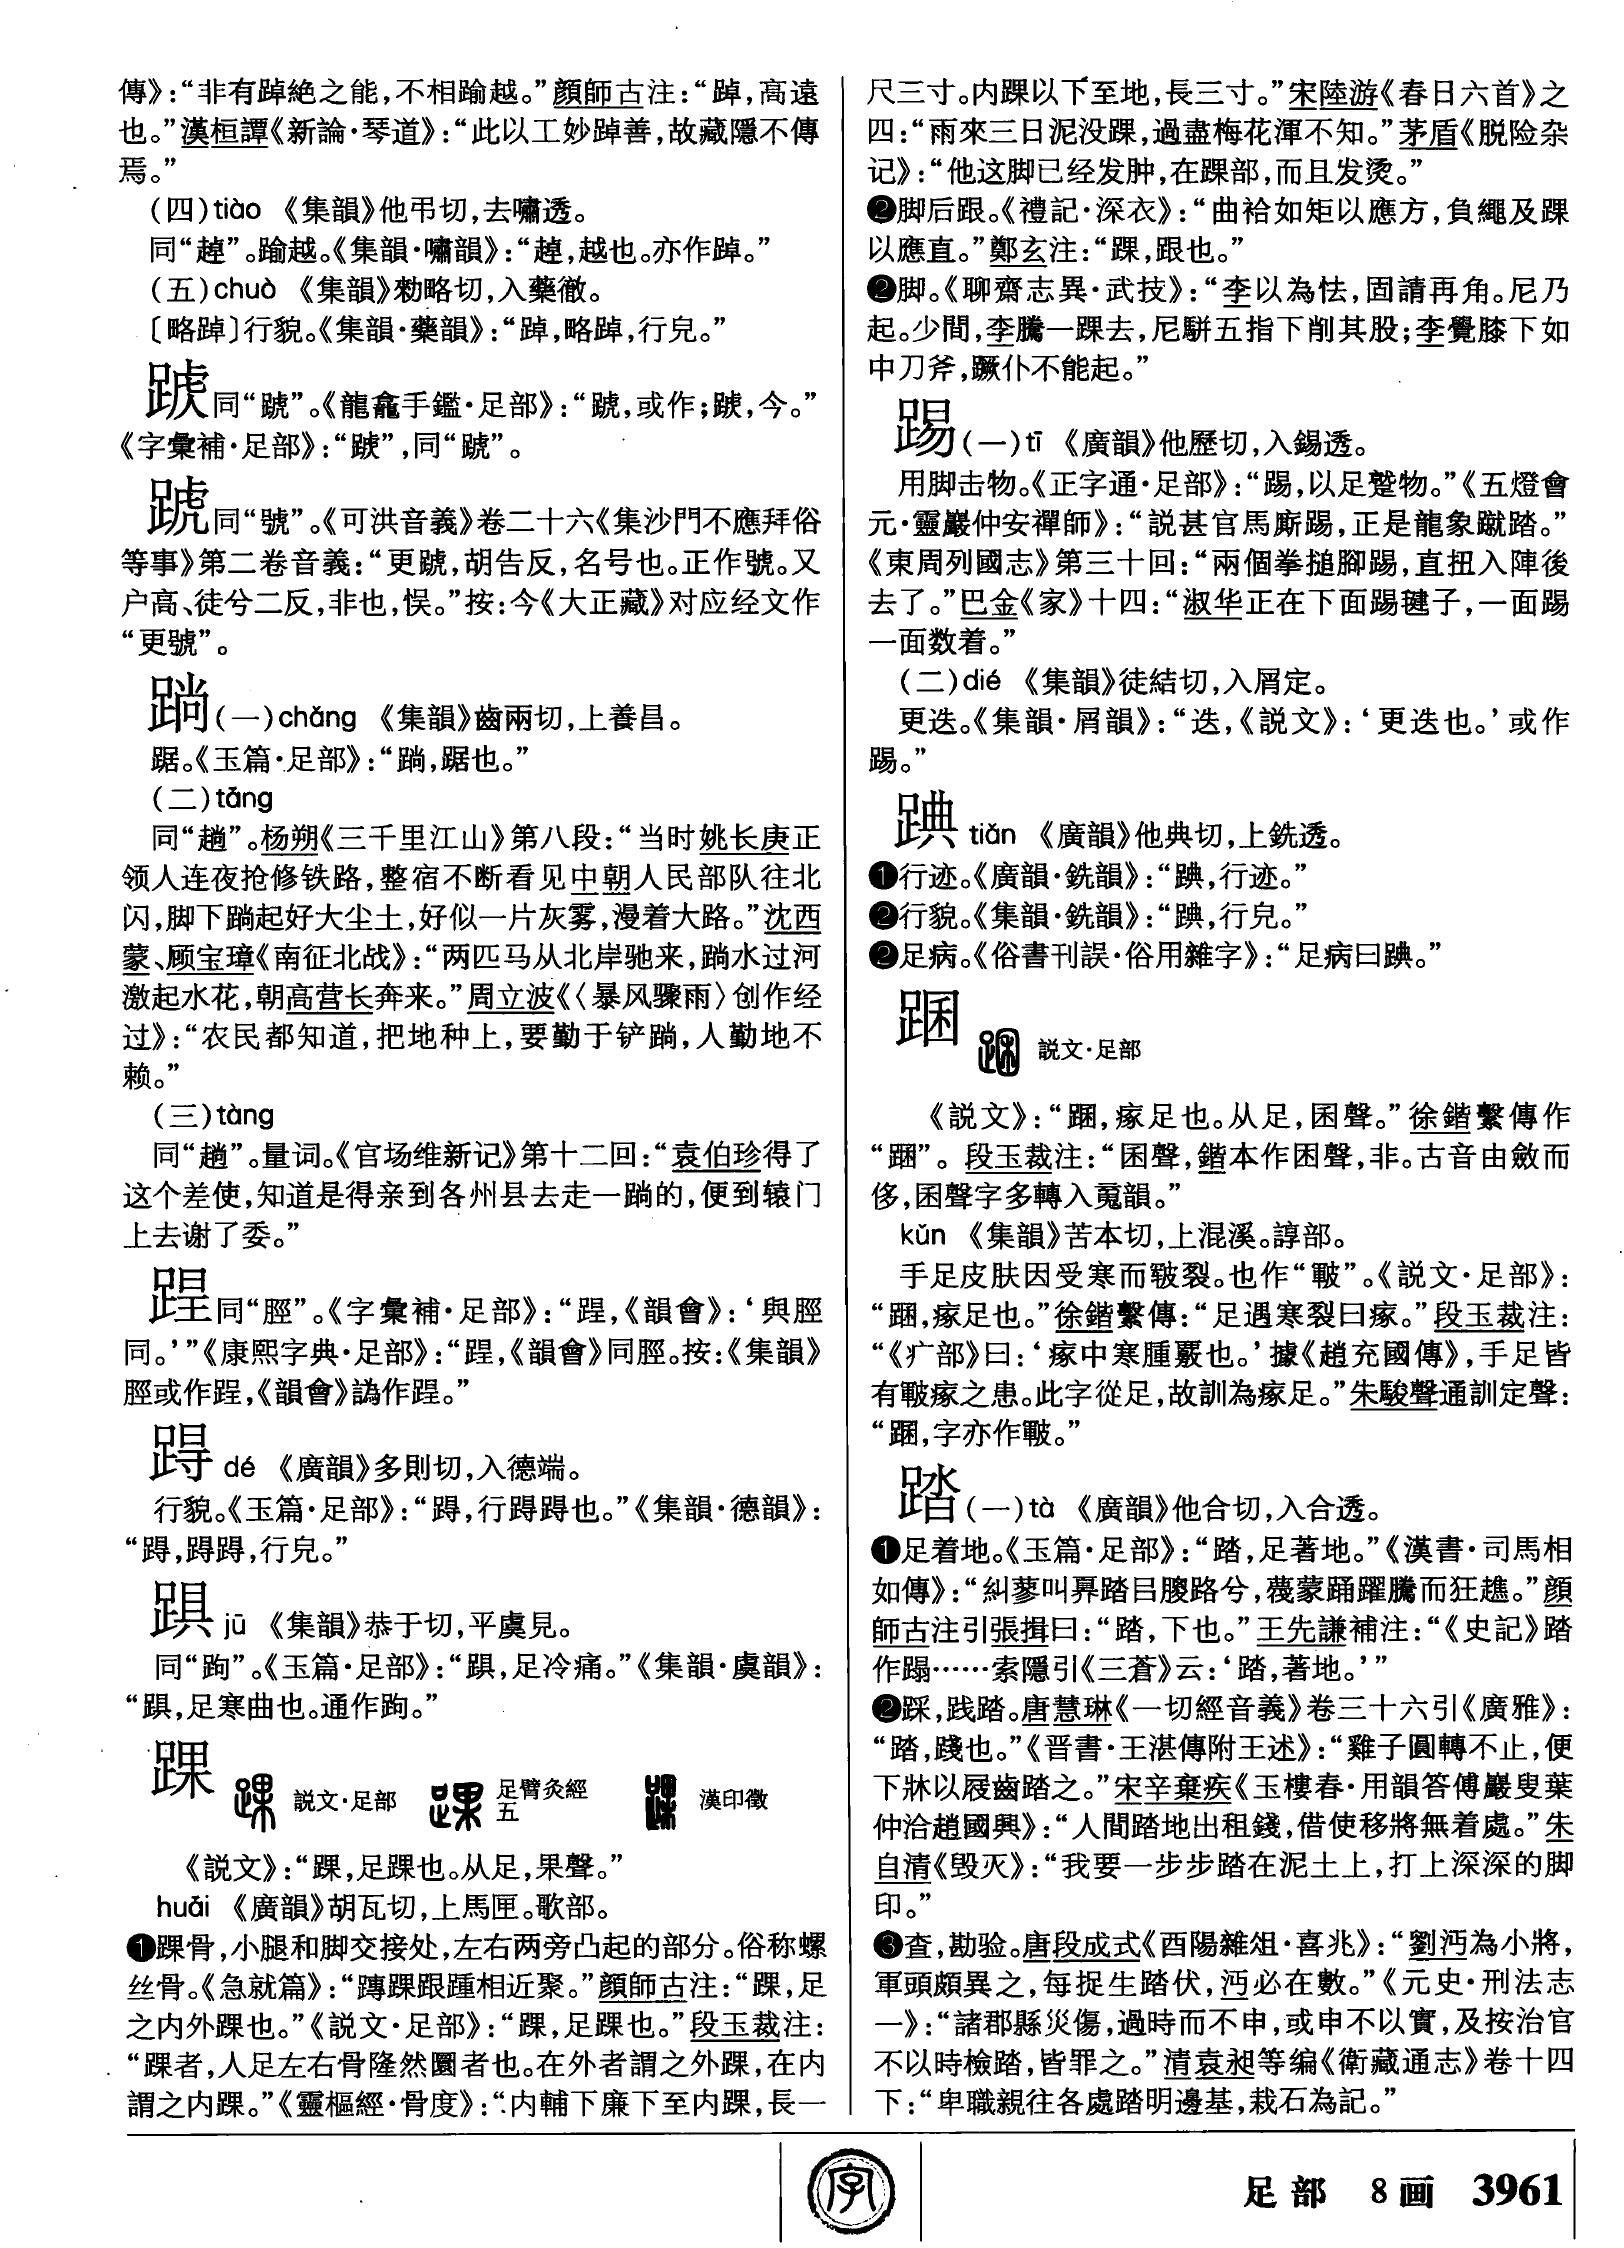 傳》：“非有踔絶之能，不相踰越。”顔師古注：“踔，高遠
也。”漢桓譚《新論·琴道》：“此以工妙踔善，故藏隱不傳
焉。”
(四)tiào 《集韻》他弔切，去嘯透。
同“趠”。踰越。《集韻·嘯韻》：“趠，越也。亦作踔。”
(五)chuò 《集韻》勑略切，入藥徹。
〔略踔〕行貌。《集韻·藥韻》：“踔，略踔，行皃。”
同“䠣”。《龍龕手鑑·足部》：“䠣，或作；，今。”
《字彙補·足部》：“”，同“䠣”。
同“號”。《可洪音義》卷二十六《集沙門不應拜俗
等事》第二卷音義：“更，胡告反，名号也。正作號。又
户高、徒兮二反，非也，悮。”按：今《大正藏》对应经文作
“更號”。
踻(一)chǎng 《集韻》齒兩切，上養昌。
踞。《玉篇·足部》：“，踞也。”
(二)tāng
同“趟”。杨朔《三千里江山》第八段：“当时姚长庚正
领人连夜抢修铁路，整宿不断看见中朝人民部队往北
闪，脚下䠀起好大尘土，好似一片灰雾，漫着大路。”沈西
蒙、顾宝璋《南征北战》：“两匹马从北岸驰来，䠀水过河
激起水花，朝高营长奔来。”周立波《〈暴风骤雨〉创作经
过》：“农民都知道，把地种上，要勤于铲䠀，人勤地不
赖。”
(三)tàng
同“趟”。量词。《官场维新记》第十二回：“袁伯珍得了
这个差使，知道是得亲到各州县去走一䠀的，便到辕门
上去谢了委。”
同“脛”。《字彙補·足部》：“，《韻會》：‘與脛
同。’”《康熙字典·足部》：“，《韻會》同脛。按：《集韻》
脛或作踁，《韻會》譌作。”
䙸 dé 《廣韻》多則切，入德端。
行貌。《玉篇·足部》：“，行也。”《集韻·德韻》：
“，行皃。”
䠐 jū 《集韻》恭于切，平虞見。
同“跔”。《玉篇·足部》：“，足冷痛。”《集韻·虞韻》：
“，足寒曲也。通作跔。”
踝 説文·足部 足臂灸經五 漢印徵
《説文》：“踝，足踝也。从足，果聲。”
huái 《廣韻》胡瓦切，上馬匣。歌部。
❶踝骨，小腿和脚交接处，左右两旁凸起的部分。俗称螺
丝骨。《急就篇》：“踝跟踵相近聚。”顔師古注：“踝，足
之内外踝也。”《説文·足部》：“踝，足踝也。”段玉裁注：
“踝者，人足左右骨隆然圜者也。在外者謂之外踝，在内
謂之内踝。”《靈樞經·骨度》：“内輔下廉下至内踝，長一
尺三寸。内踝以下至地，長三寸。”宋陸游《春日六首》之
四：“雨來三日泥没踝，過盡梅花渾不知。”茅盾《脱险杂
记》：“他这脚已经发肿，在踝部，而且发烫。”
❷脚后跟。《禮記·深衣》：“曲袷如矩以應方，負繩及踝
以應直。”鄭玄注：“踝，跟也。”
❷脚。《聊齋志異·武技》：“李以為怯，固請再角。尼乃
起。少間，李騰一踝去，尼駢五指下削其股；李覺膝下如
中刀斧，蹶仆不能起。”
踢(一)tī 《廣韻》他歷切，入錫透。
用脚击物。《正字通·足部》：“踢，以足蹵物。”《五燈會
元·靈巖仲安禪師》：“説甚官馬厮踢，正是龍象蹴踏。”
《東周列國志》第三十回：“兩個拳搥腳踢，直扭入陣後
去了。”巴金《家》十四：“淑华正在下面踢毽子，一面踢
一面数着。”
(二)dié 《集韻》徒結切，入屑定。
更迭。《集韻·屑韻》：“迭，《説文》：‘更迭也。’或作
踢。”
䠄 tiǎn 《廣韻》他典切，上銑透。
❶行迹。《廣韻·銑韻》：“䠄，行迹。”
❷行貌。《集韻·銑韻》：“䠄，行皃。”
❷足病。《俗書刊誤·俗用雜字》：“足病曰䠄。”
䠅 説文·足部
《説文》：“䠅，瘃足也。从足，困聲。”徐鍇繫傳作
“䠅”。段玉裁注：“困聲，鍇本作困聲，非。古音由斂而
侈，囷聲字多轉入䰟韻。”
kǔn 《集韻》苦本切，上混溪。諄部。
手足皮肤因受寒而皲裂。也作“皸”。《説文·足部》：
“䠅，瘃足也。”徐鍇繫傳：“足遇寒裂曰瘃。”段玉裁注：
“《疒部》曰：‘瘃中寒腫覈也。’據《趙充國傳》，手足皆
有皸瘃之患。此字從足，故訓為瘃足。”朱駿聲通訓定聲：
“䠅，字亦作皸。”
踏(一)tà 《廣韻》他合切，入合透。
❶足着地。《玉篇·足部》：“踏，足著地。”《漢書·司馬相
如傳》：“糾蓼叫奡踏㠯朡路兮，薎蒙踊躍騰而狂趭。”顔
師古注引張揖曰：“踏，下也。”王先謙補注：“《史記》踏
作蹋……索隱引《三蒼》云：‘踏，著地。’”
❷踩，践踏。唐慧琳《一切經音義》卷三十六引《廣雅》：
“踏，踐也。”《晋書·王湛傳附王述》：“雞子圓轉不止，便
下牀以屐齒踏之。”宋辛棄疾《玉樓春·用韻答傅巖叟葉
仲洽趙國興》：“人間踏地出租錢，借使移將無着處。”朱
自清《毁灭》：“我要一步步踏在泥土上，打上深深的脚
印。”
❸查，勘验。唐段成式《酉陽雜俎·喜兆》：“劉沔為小將，
軍頭頗異之，每捉生踏伏，沔必在數。”《元史·刑法志
一》：“諸郡縣災傷，過時而不申，或申不以實，及按治官
不以時檢踏，皆罪之。”清袁昶等编《衛藏通志》卷十四
下：“卑職親往各處踏明邊基，栽石為記。”
字
足部 8画 3961